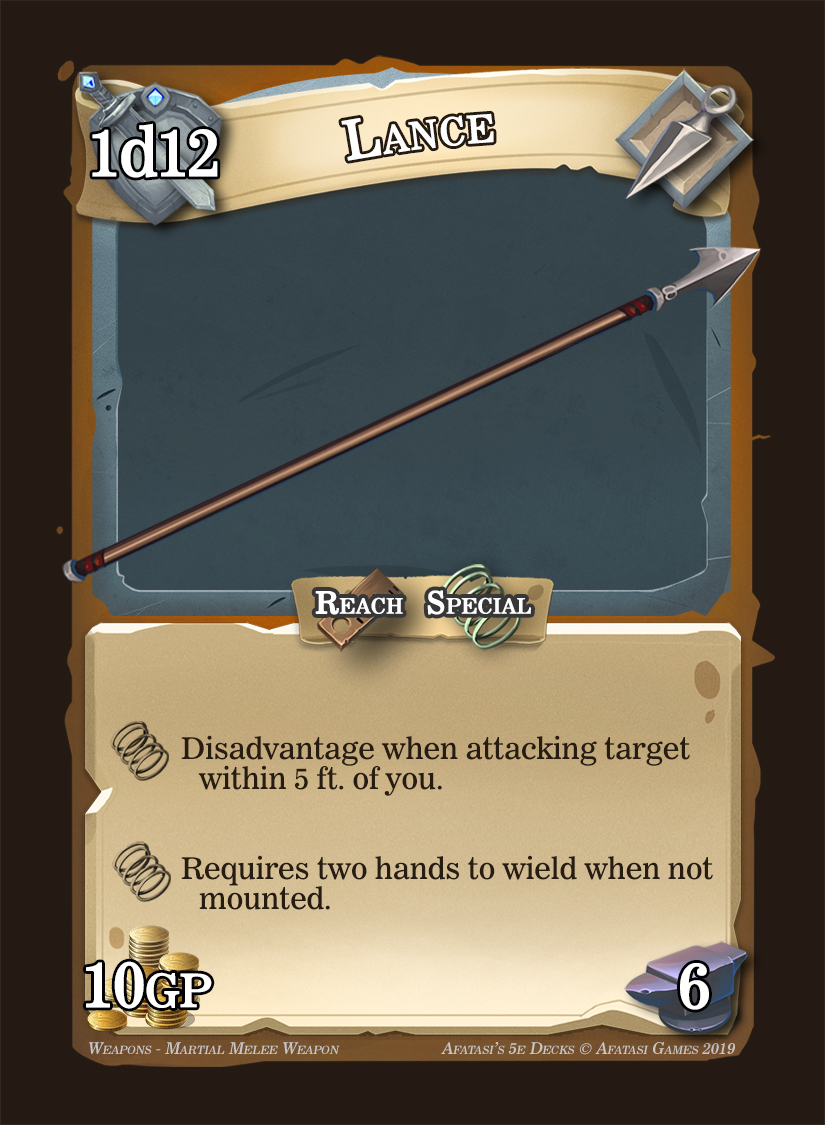 1d12
Lance
Reach Special
Disadvantage when attacking target
within 5 ft. of you.
Requires two hands to wield when not
mounted.
10GP
6
Weapons - Martial Melee Weapon
Afatasi's 5e Decks © Afatasi Games 2019